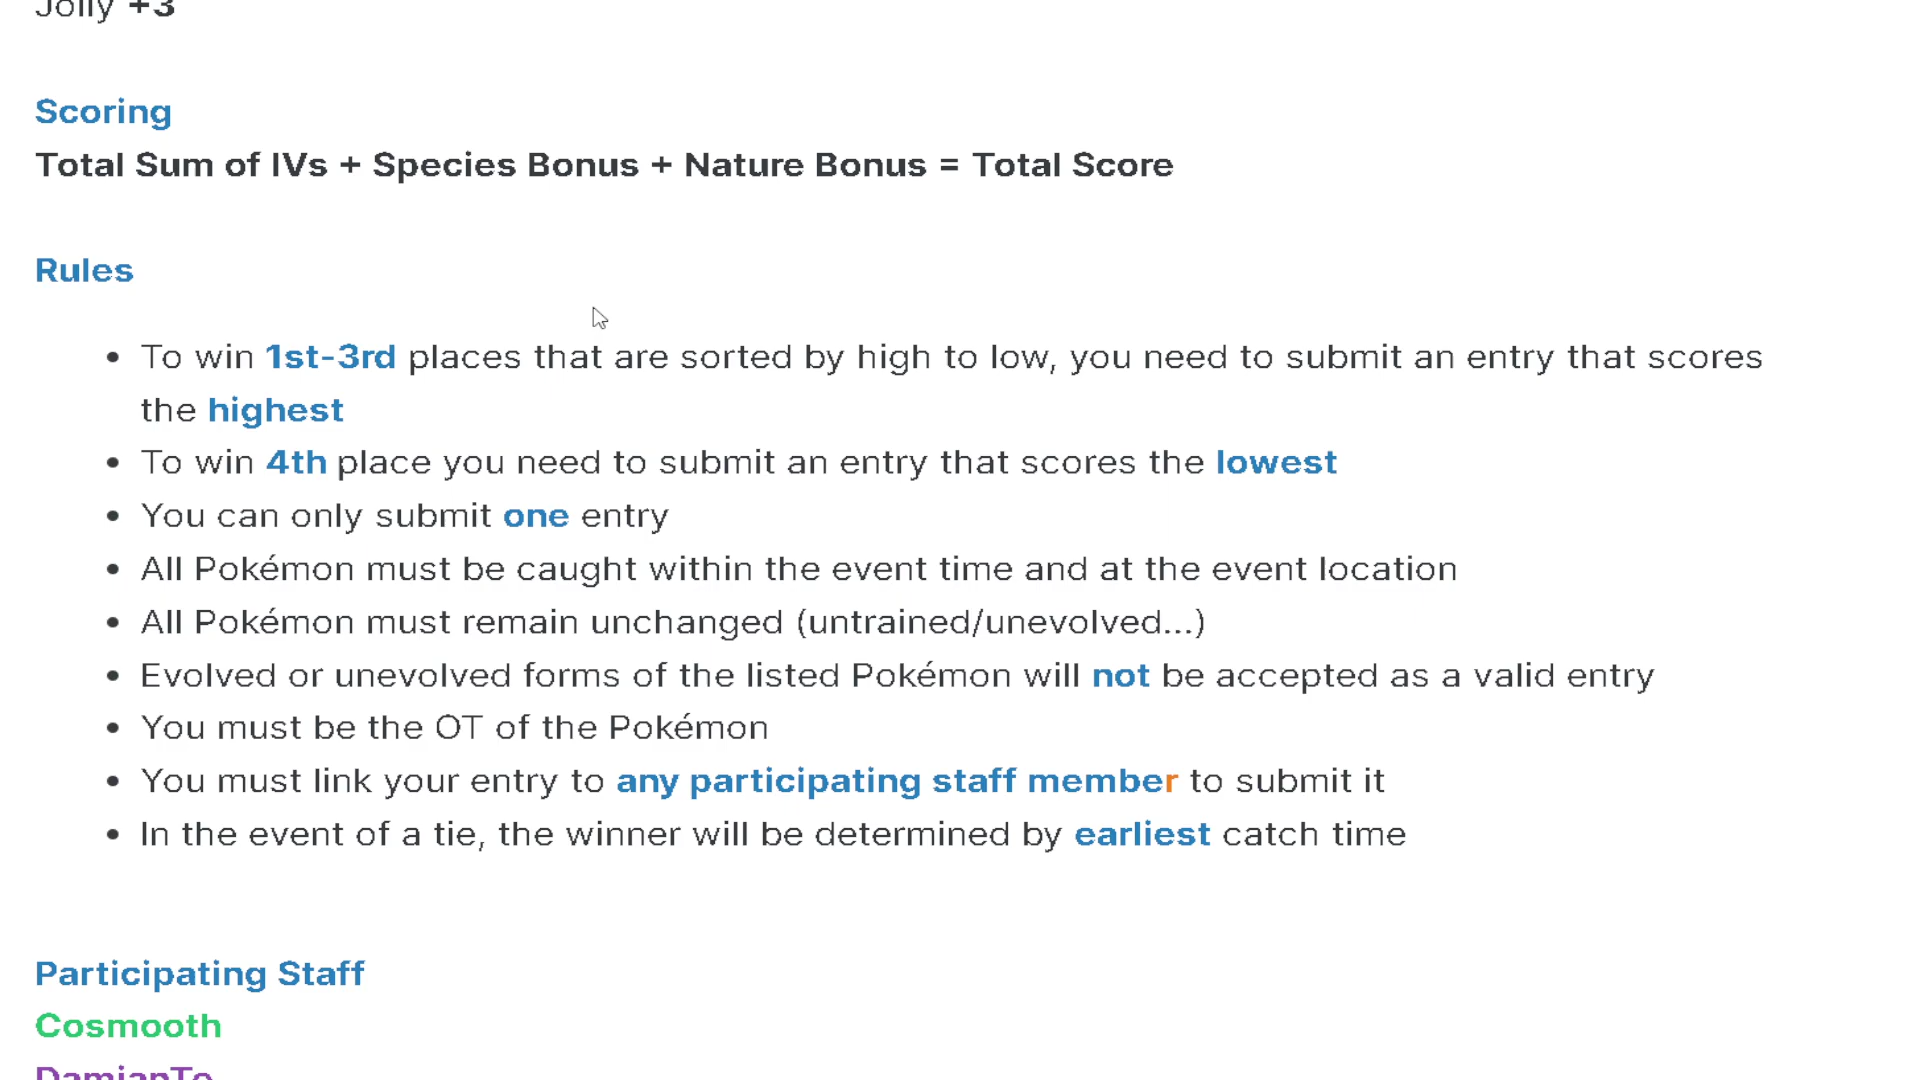 Jolly +3
Scoring
Total Sum of IVs + Species Bonus + Nature Bonus = Total Score
Rules
• To win 1st-3rd places that are sorted by high to low, you need to submit an entry that scores
the highest
• To win 4th place you need to submit an entry that scores the lowest
• You can only submit one entry
• All Pokémon must be caught within the event time and at the event location
• All Pokémon must remain unchanged (untrained/unevolved...)
• Evolved or unevolved forms of the listed Pokémon will not be accepted as a valid entry
• You must be the OT of the Pokémon
• You must link your entry to any participating staff member to submit it
• In the event of a tie, the winner will be determined by earliest catch time
Participating Staff
Cosmooth
DamianTe